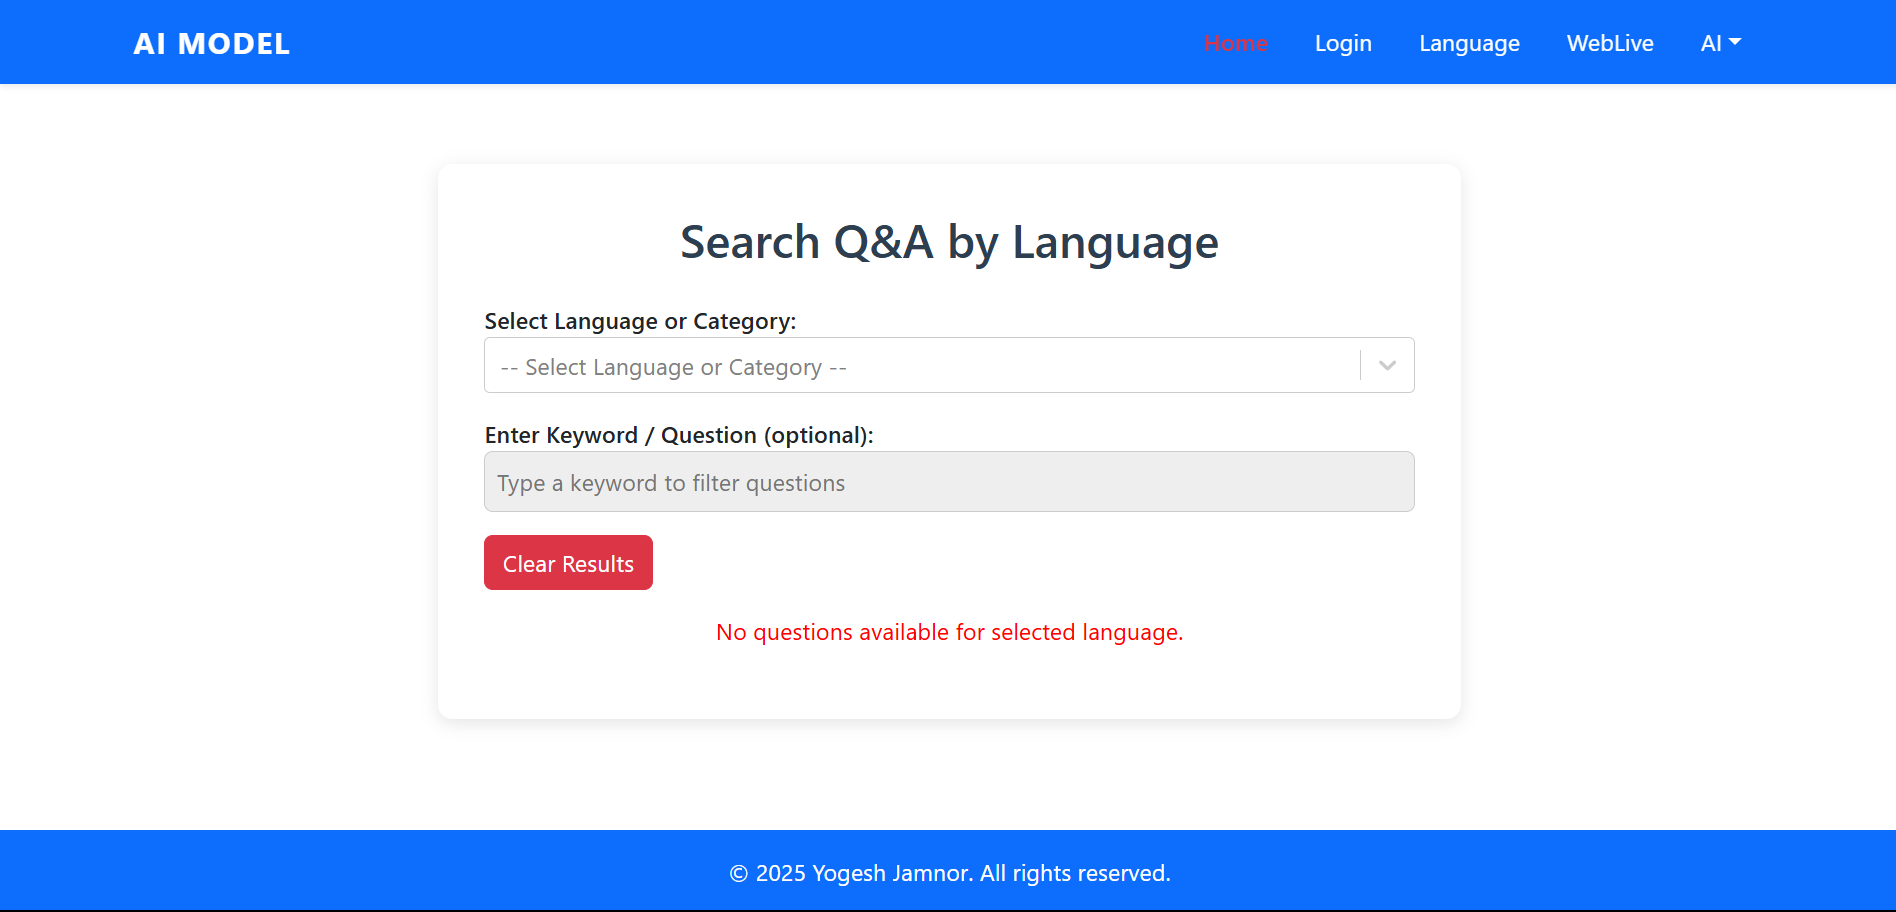 AI MODEL
Home Login Language WebLive AI
Search Q&A by Language
Select Language or Category:
-- Select Language or Category --
Enter Keyword / Question (optional):
Type a keyword to filter questions
Clear Results
No questions available for selected language.
© 2025 Yogesh Jamnor. All rights reserved.